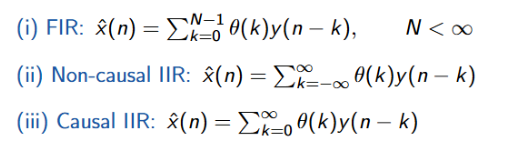 (i) FIR: x̂(n) = ∑_{k=0}^{N−1} θ(k)y(n − k), N < ∞
(ii) Non-causal IIR: x̂(n) = ∑_{k=−∞}^{∞} θ(k)y(n − k)
(iii) Causal IIR: x̂(n) = ∑_{k=0}^{∞} θ(k)y(n − k)